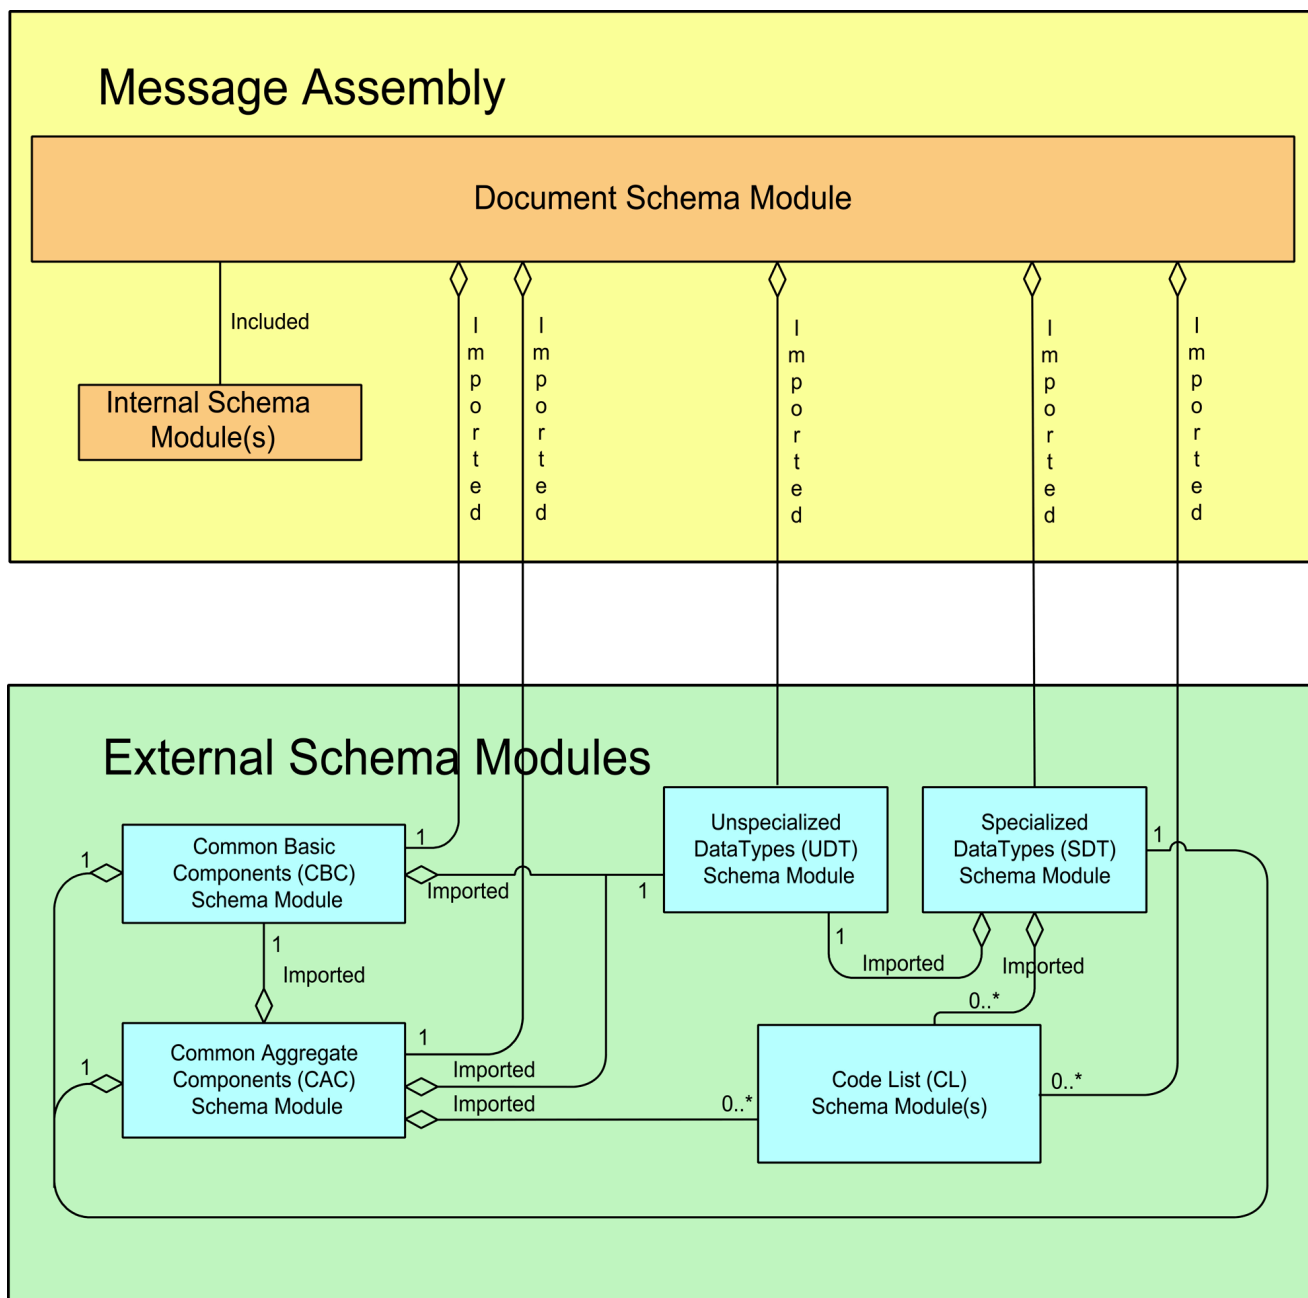 Message Assembly
Document Schema Module
Included
Imported
Imported
Imported
Imported
Imported
Internal Schema
Module(s)
External Schema Modules
Common Basic
Components (CBC)
Schema Module
1
1
Imported
1
Unspecialized
DataTypes (UDT)
Schema Module
Specialized
DataTypes (SDT)
Schema Module
1
1
Imported
1
Imported
Imported
0..*
Common Aggregate
Components (CAC)
Schema Module
1
1
Imported
Imported
0..*
Code List (CL)
Schema Module(s)
0..*